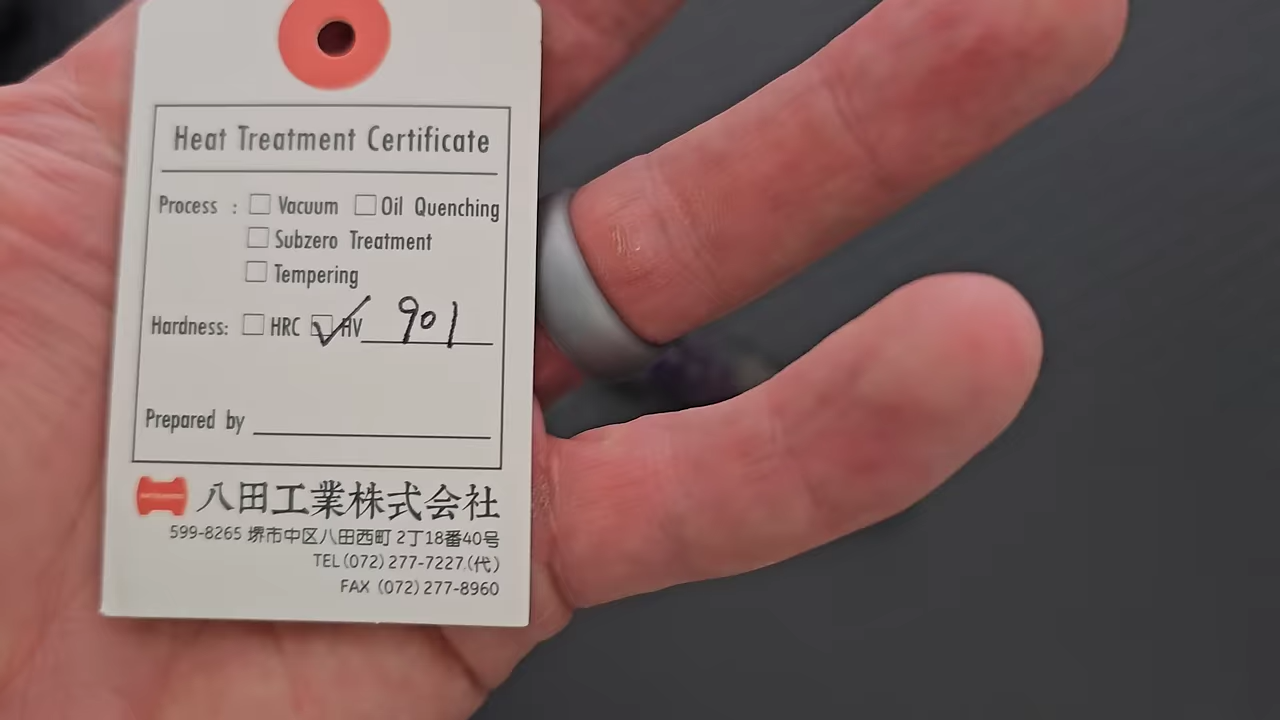 Heat Treatment Certificate
Process : □ Vacuum □ Oil Quenching
□ Subzero Treatment
□ Tempering
Hardness: □ HRC ☑ HV 901
Prepared by
八田工業株式会社
599-8265 堺市中区八田西町 2丁18番40号
TEL (072) 277-7227 (代)
FAX (072) 277-8960